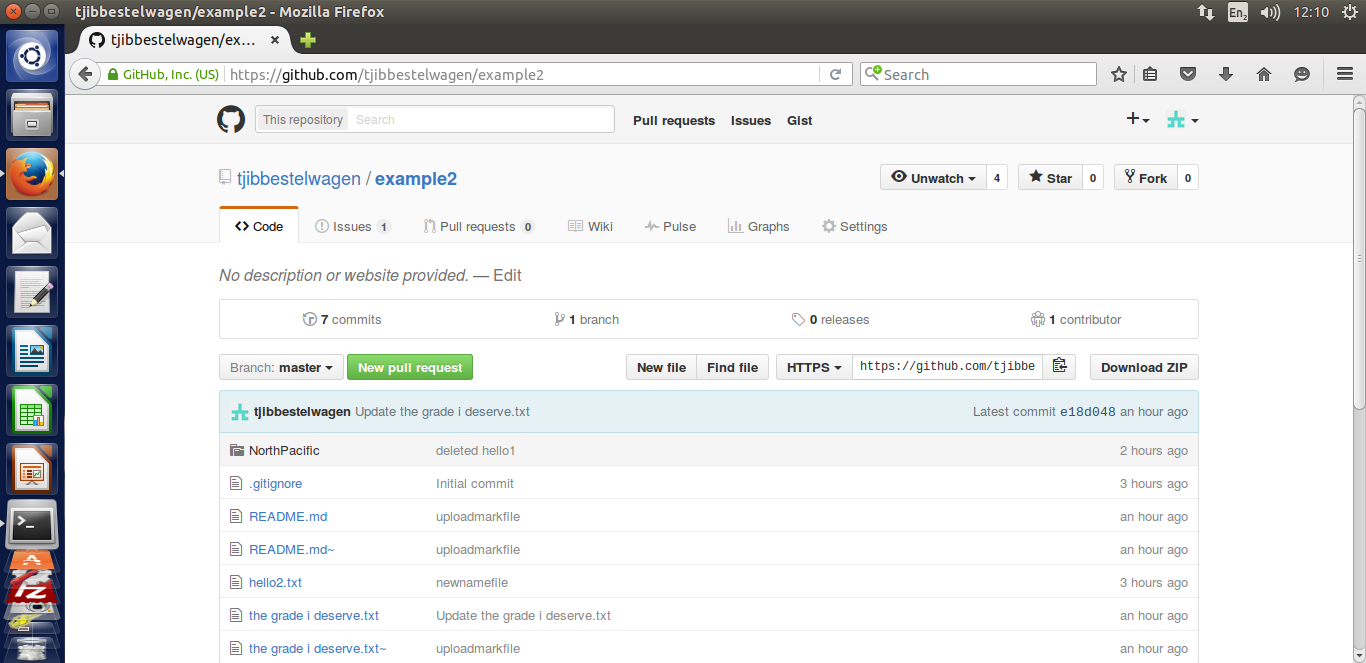 tjibbestelwagen/example2 - Mozilla Firefox
En2
12:10
tjibbestelwagen/ex...
GitHub, Inc. (US)
https://github.com/tjibbestelwagen/example2
Search
This repository
Search
Pull requests
Issues
Gist
tjibbestelwagen / example2
Unwatch 4
Star 0
Fork 0
Code
Issues 1
Pull requests 0
Wiki
Pulse
Graphs
Settings
No description or website provided. — Edit
7 commits
1 branch
0 releases
1 contributor
Branch: master
New pull request
New file
Find file
HTTPS
https://github.com/tjibbe
Download ZIP
tjibbestelwagen Update the grade i deserve.txt
Latest commit e18d048 an hour ago
NorthPacific deleted hello1 2 hours ago
.gitignore Initial commit 3 hours ago
README.md uploadmarkfile an hour ago
README.md~ uploadmarkfile an hour ago
hello2.txt newnamefile 3 hours ago
the grade i deserve.txt Update the grade i deserve.txt an hour ago
the grade i deserve.txt~ uploadmarkfile an hour ago
>_
A
FZ